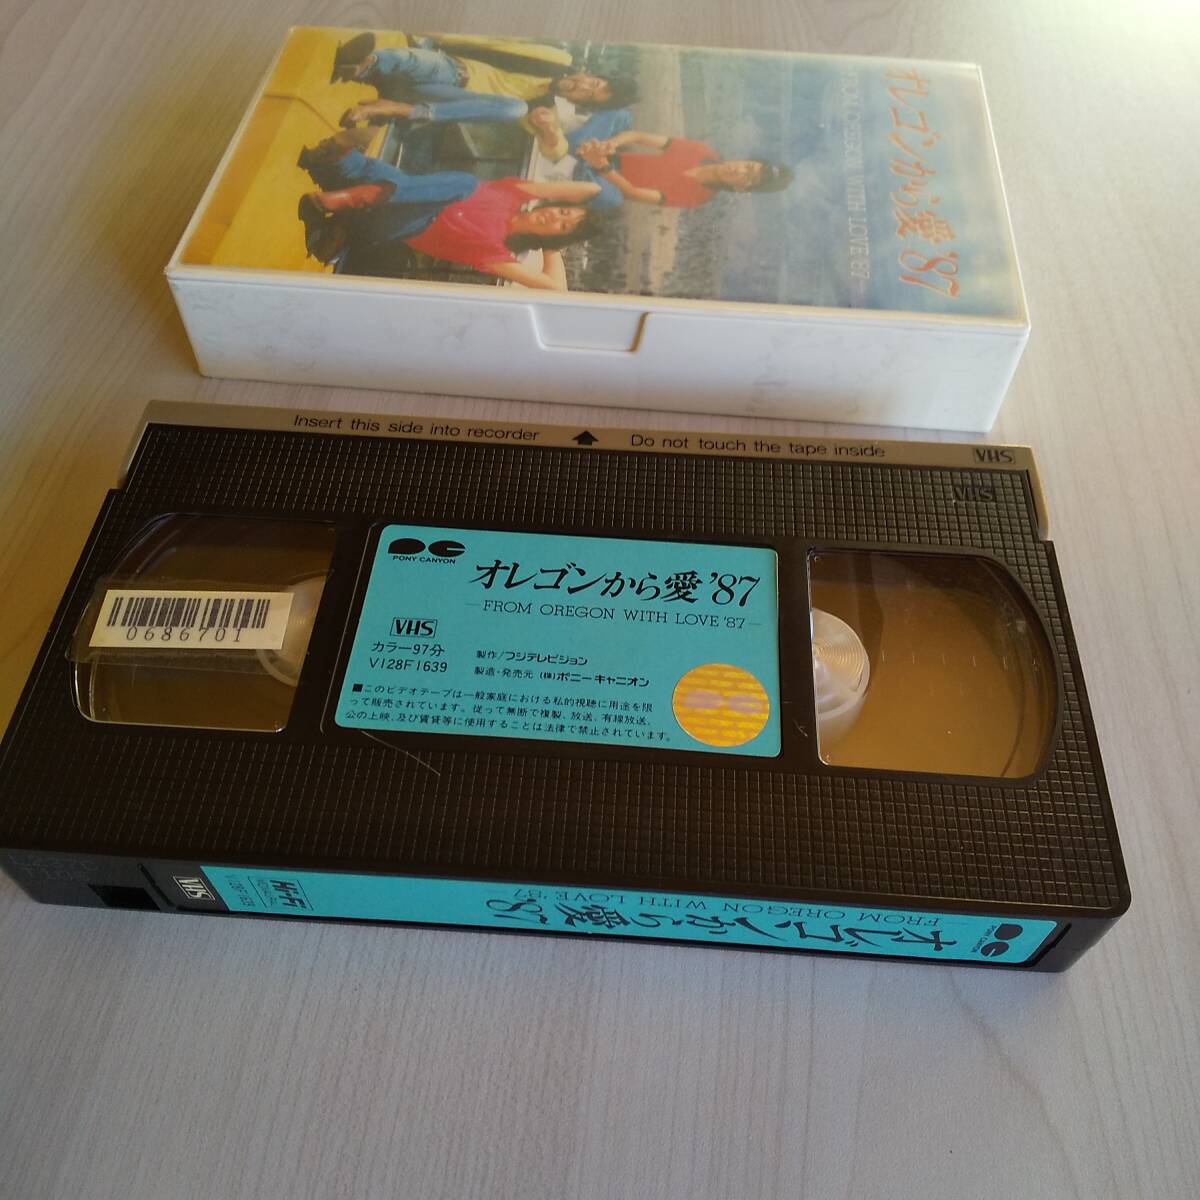 オレゴンから愛'87
FROM OREGON WITH LOVE '87
Insert this side into recorder
Do not touch the tape inside
VHS
VHS
PONY CANYON
オレゴンから愛'87
FROM OREGON WITH LOVE '87
VHS
カラー97分
V128F1639
製作/フジテレビジョン
製造・発売元 (株)ポニーキャニオン
■このビデオテープは一般家庭における私的視聴に用途を限
って販売されています。従って無断で複製、放送、有線放送、
公の上映、及び賃貸等に使用することは法律で禁止されています。
0686701
PONY CANYON
オレゴンから愛'87
FROM OREGON WITH LOVE '87
Hi-Fi
V128F1639
VHS